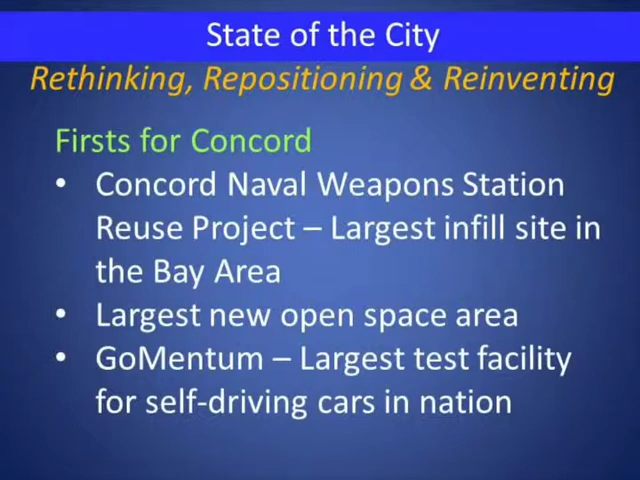 State of the City
Rethinking, Repositioning & Reinventing
Firsts for Concord
• Concord Naval Weapons Station
Reuse Project – Largest infill site in
the Bay Area
• Largest new open space area
• GoMentum – Largest test facility
for self-driving cars in nation